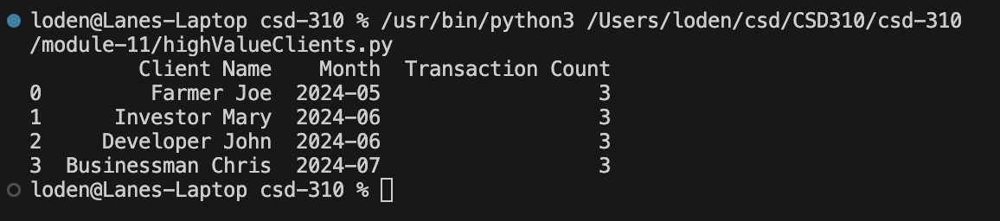 loden@Lanes-Laptop csd-310 % /usr/bin/python3 /Users/loden/csd/CSD310/csd-310
/module-11/highValueClients.py
Client Name Month Transaction Count
0 Farmer Joe 2024-05 3
1 Investor Mary 2024-06 3
2 Developer John 2024-06 3
3 Businessman Chris 2024-07 3
loden@Lanes-Laptop csd-310 %